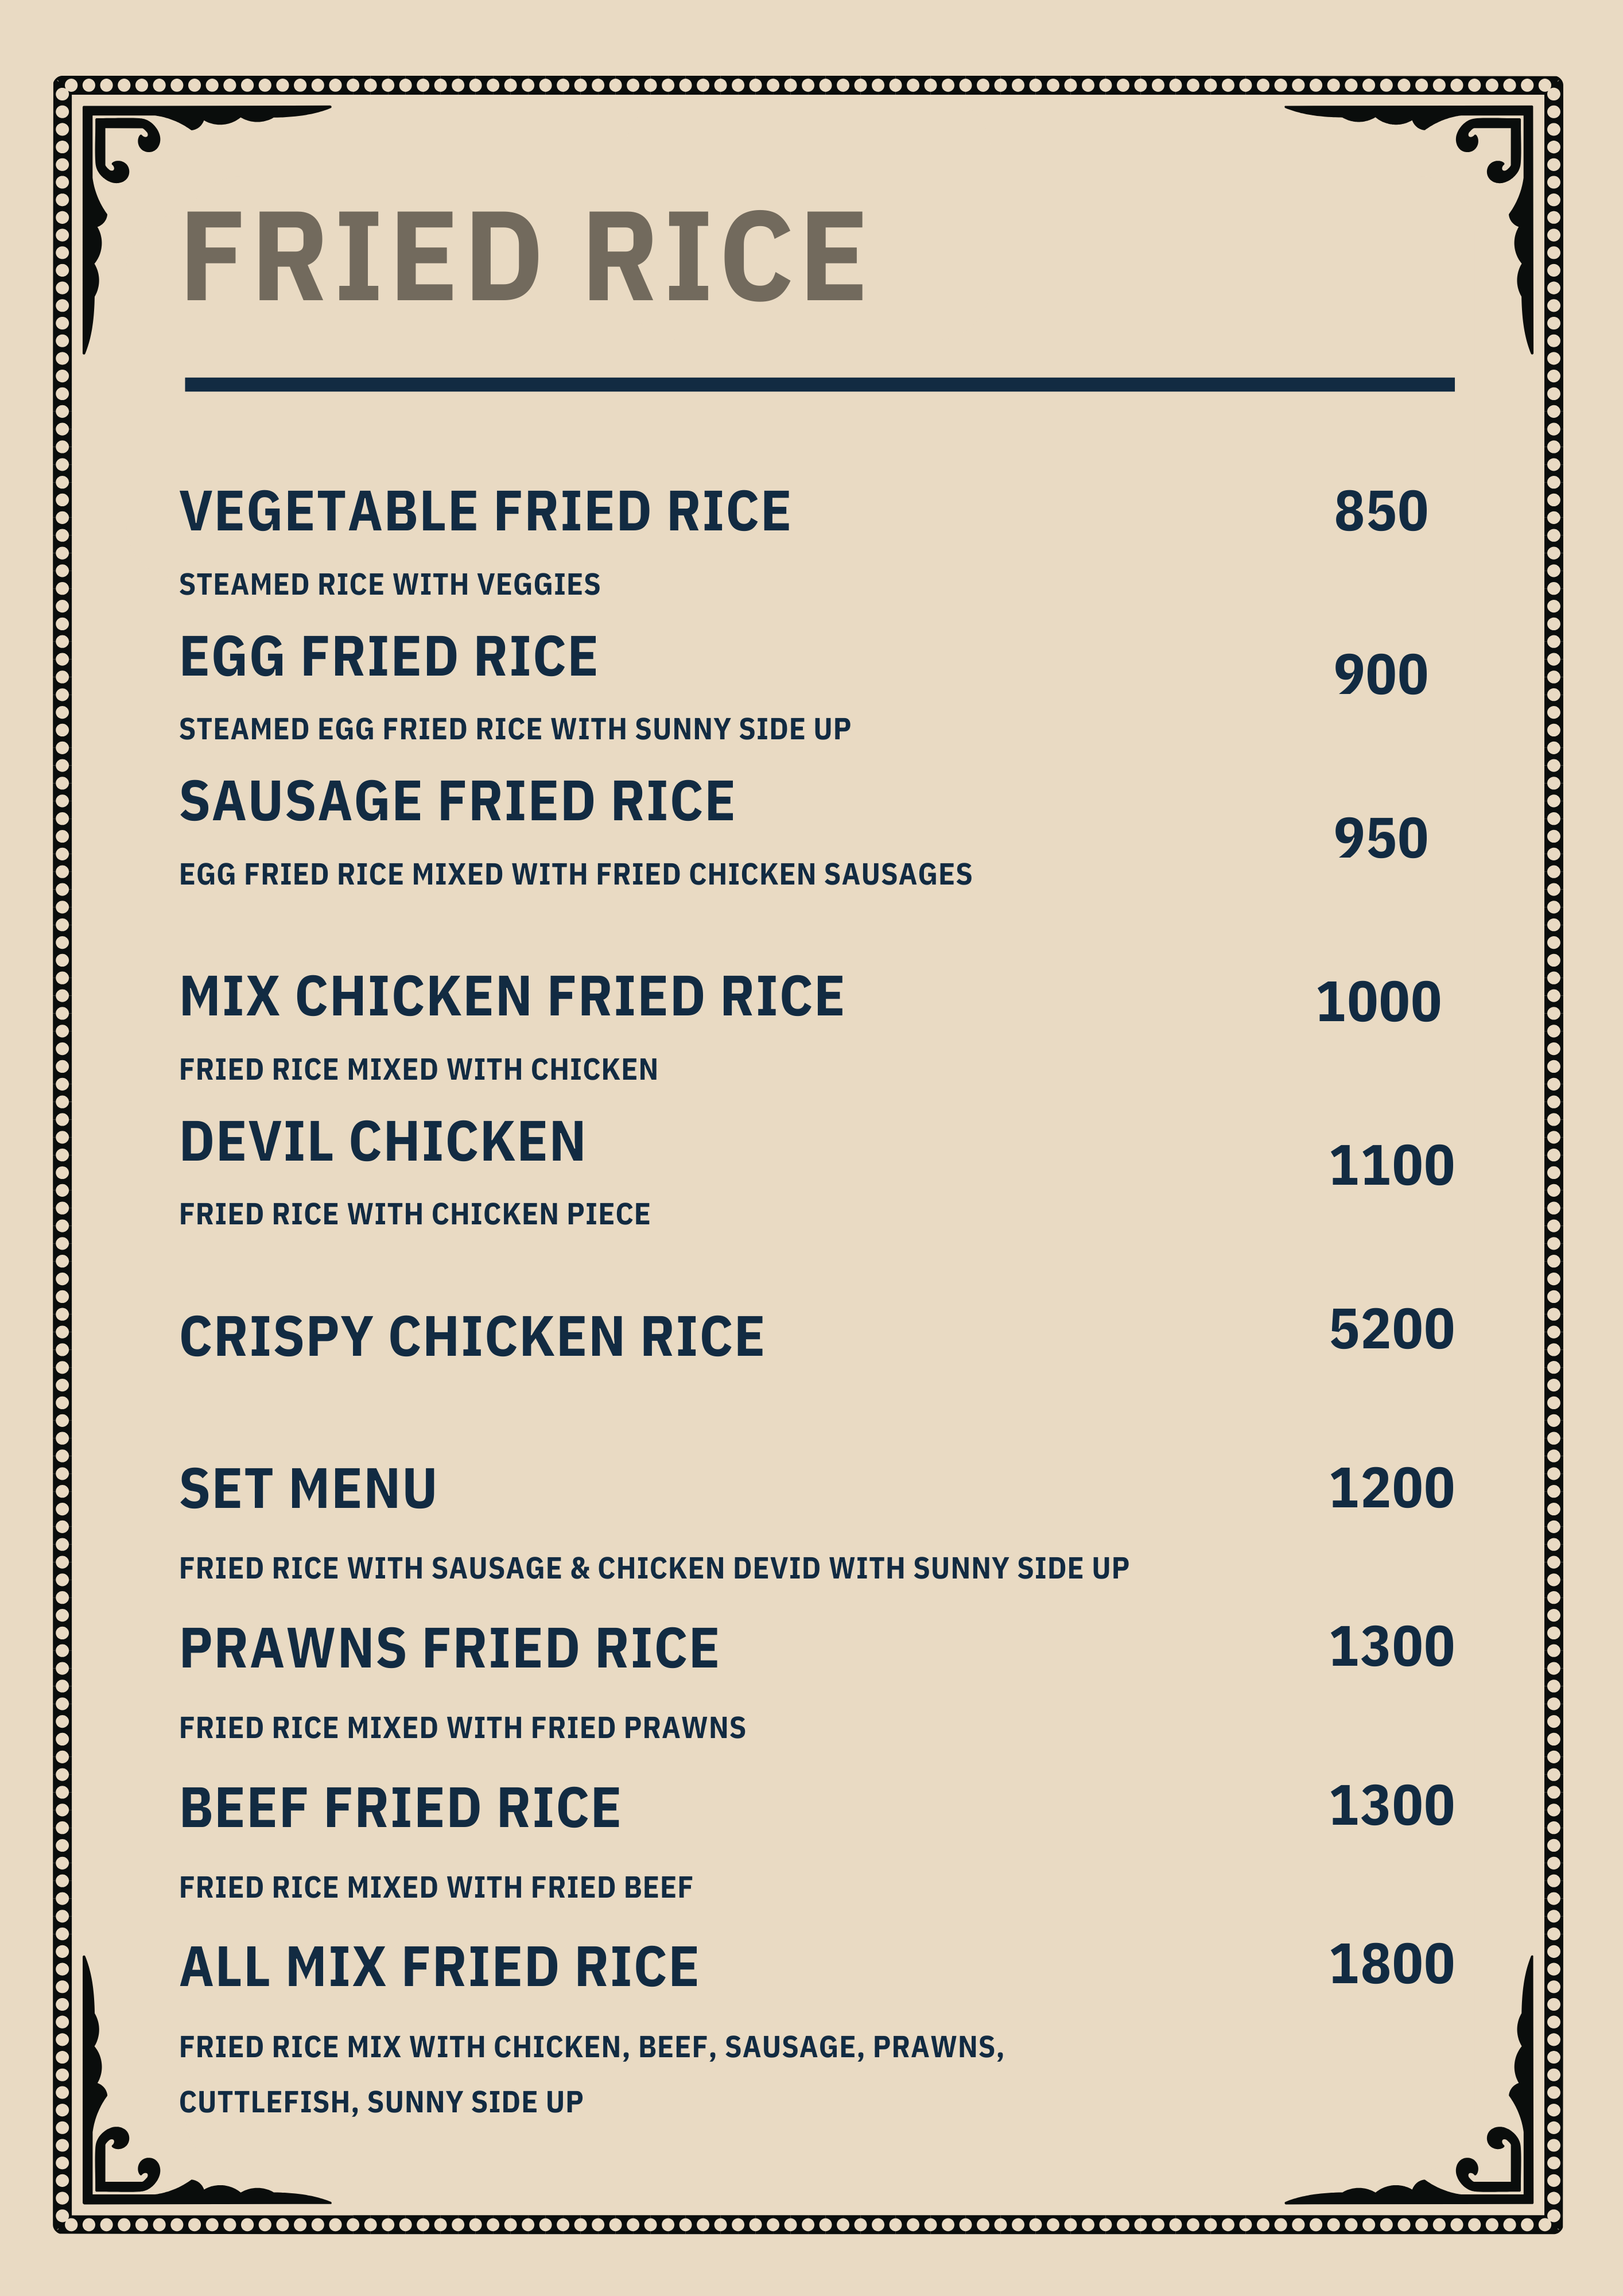 FRIED RICE
VEGETABLE FRIED RICE 850
STEAMED RICE WITH VEGGIES
EGG FRIED RICE 900
STEAMED EGG FRIED RICE WITH SUNNY SIDE UP
SAUSAGE FRIED RICE 950
EGG FRIED RICE MIXED WITH FRIED CHICKEN SAUSAGES
MIX CHICKEN FRIED RICE 1000
FRIED RICE MIXED WITH CHICKEN
DEVIL CHICKEN 1100
FRIED RICE WITH CHICKEN PIECE
CRISPY CHICKEN RICE 5200
SET MENU 1200
FRIED RICE WITH SAUSAGE & CHICKEN DEVID WITH SUNNY SIDE UP
PRAWNS FRIED RICE 1300
FRIED RICE MIXED WITH FRIED PRAWNS
BEEF FRIED RICE 1300
FRIED RICE MIXED WITH FRIED BEEF
ALL MIX FRIED RICE 1800
FRIED RICE MIX WITH CHICKEN, BEEF, SAUSAGE, PRAWNS,
CUTTLEFISH, SUNNY SIDE UP